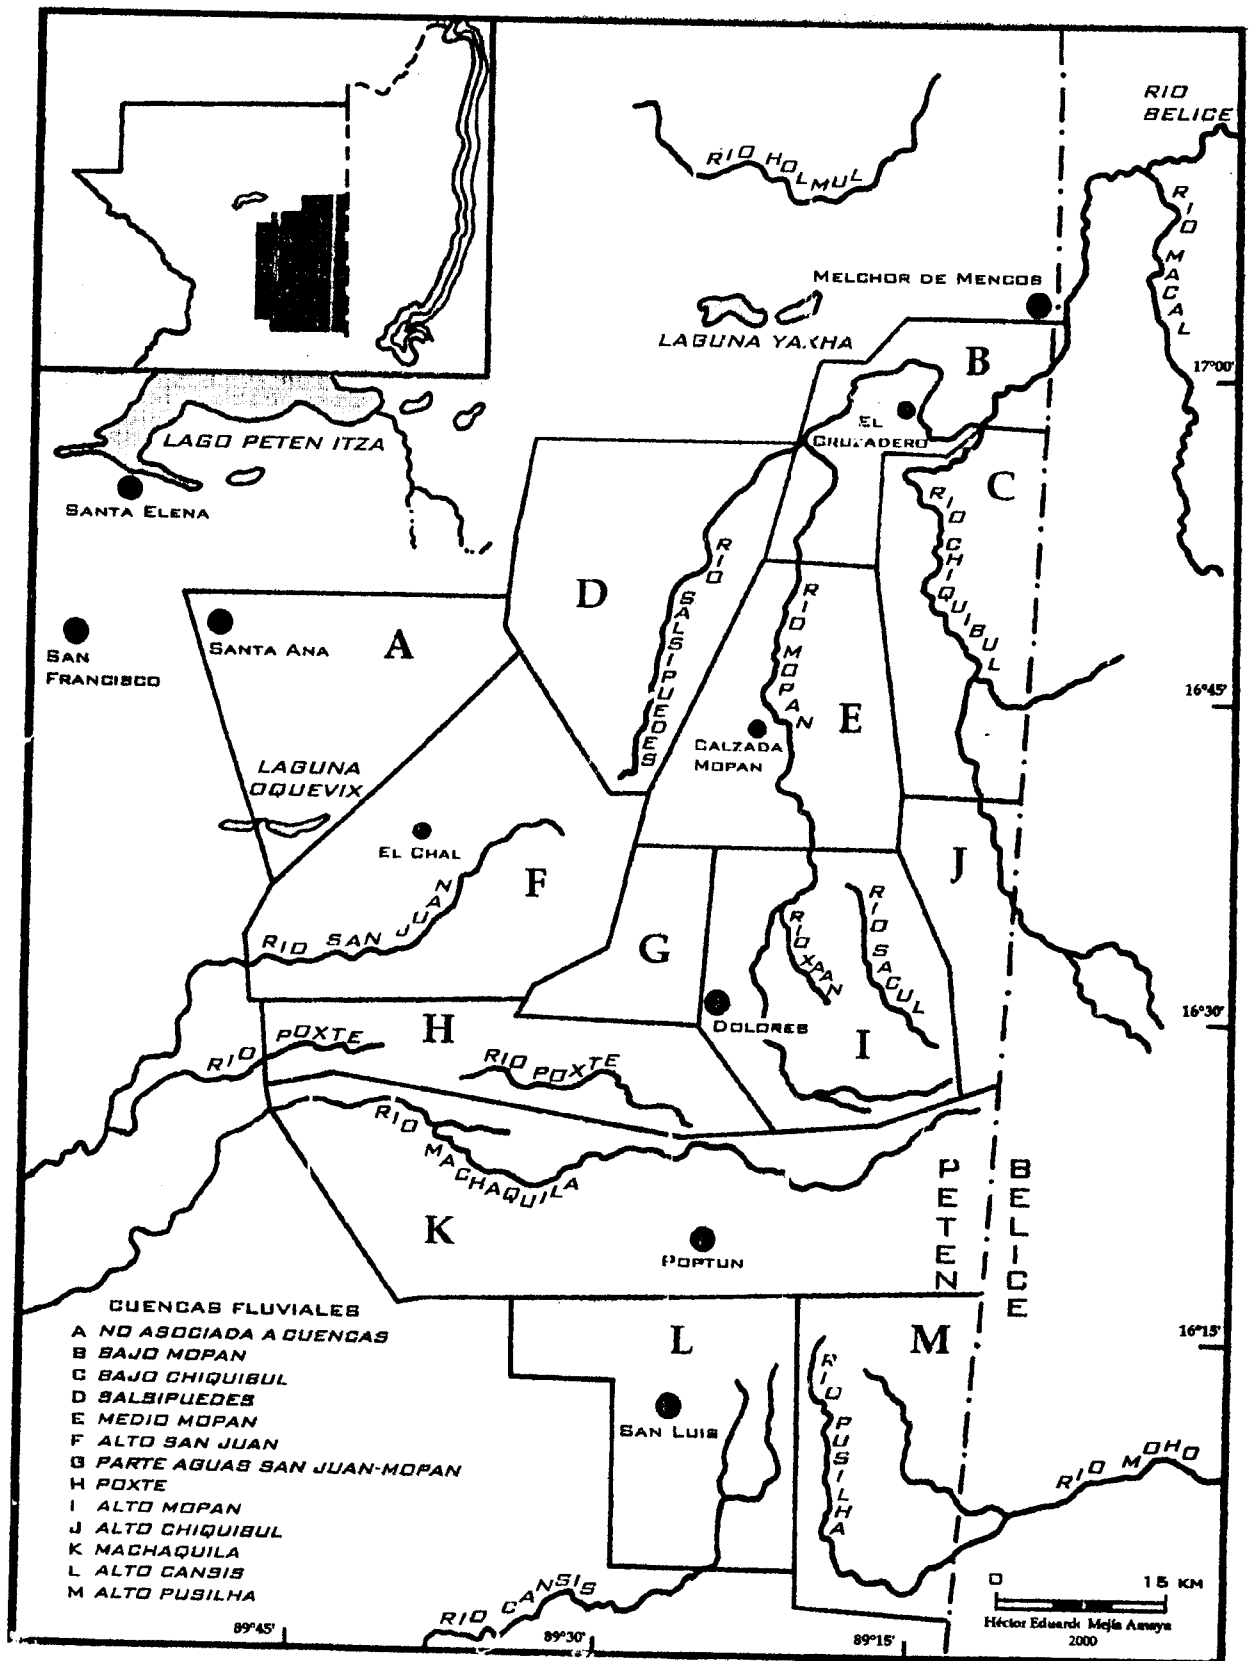 RIO BELICE
RIO HOLMUL
RIO MACAL
MELCHOR DE MENCOS
LAGUNA YAXHA
B
17°00'
EL CRUZADERO
LAGO PETEN ITZA
C
SANTA ELENA
RIO CHIQUIBUL
RIO SALSIPUEDES
D
RIO MOPAN
A
SANTA ANA
SAN FRANCISCO
16°45'
E
CALZADA MOPAN
LAGUNA OQUEVIX
EL CHAL
F
J
RIO SAN JUAN
G
RIO XAAN
RIO SACUL
DOLORES
16°30'
H
I
RIO POXTE
RIO POXTE
RIO MACHAQUILA
PETEN
BELICE
K
POPTUN
CUENCAS FLUVIALES
A NO ASOCIADA A CUENCAS
B BAJO MOPAN
C BAJO CHIQUIBUL
D SALSIPUEDES
E MEDIO MOPAN
F ALTO SAN JUAN
G PARTE AGUAS SAN JUAN-MOPAN
H POXTE
I ALTO MOPAN
J ALTO CHIQUIBUL
K MACHAQUILA
L ALTO CANSIS
M ALTO PUSILHA
L
M
16°15'
SAN LUIS
RIO PUSILHA
RIO MOHO
RIO CANSIS
0 15 KM
Héctor Eduardo Mejía Amaya
2000
89°45'
89°30'
89°15'